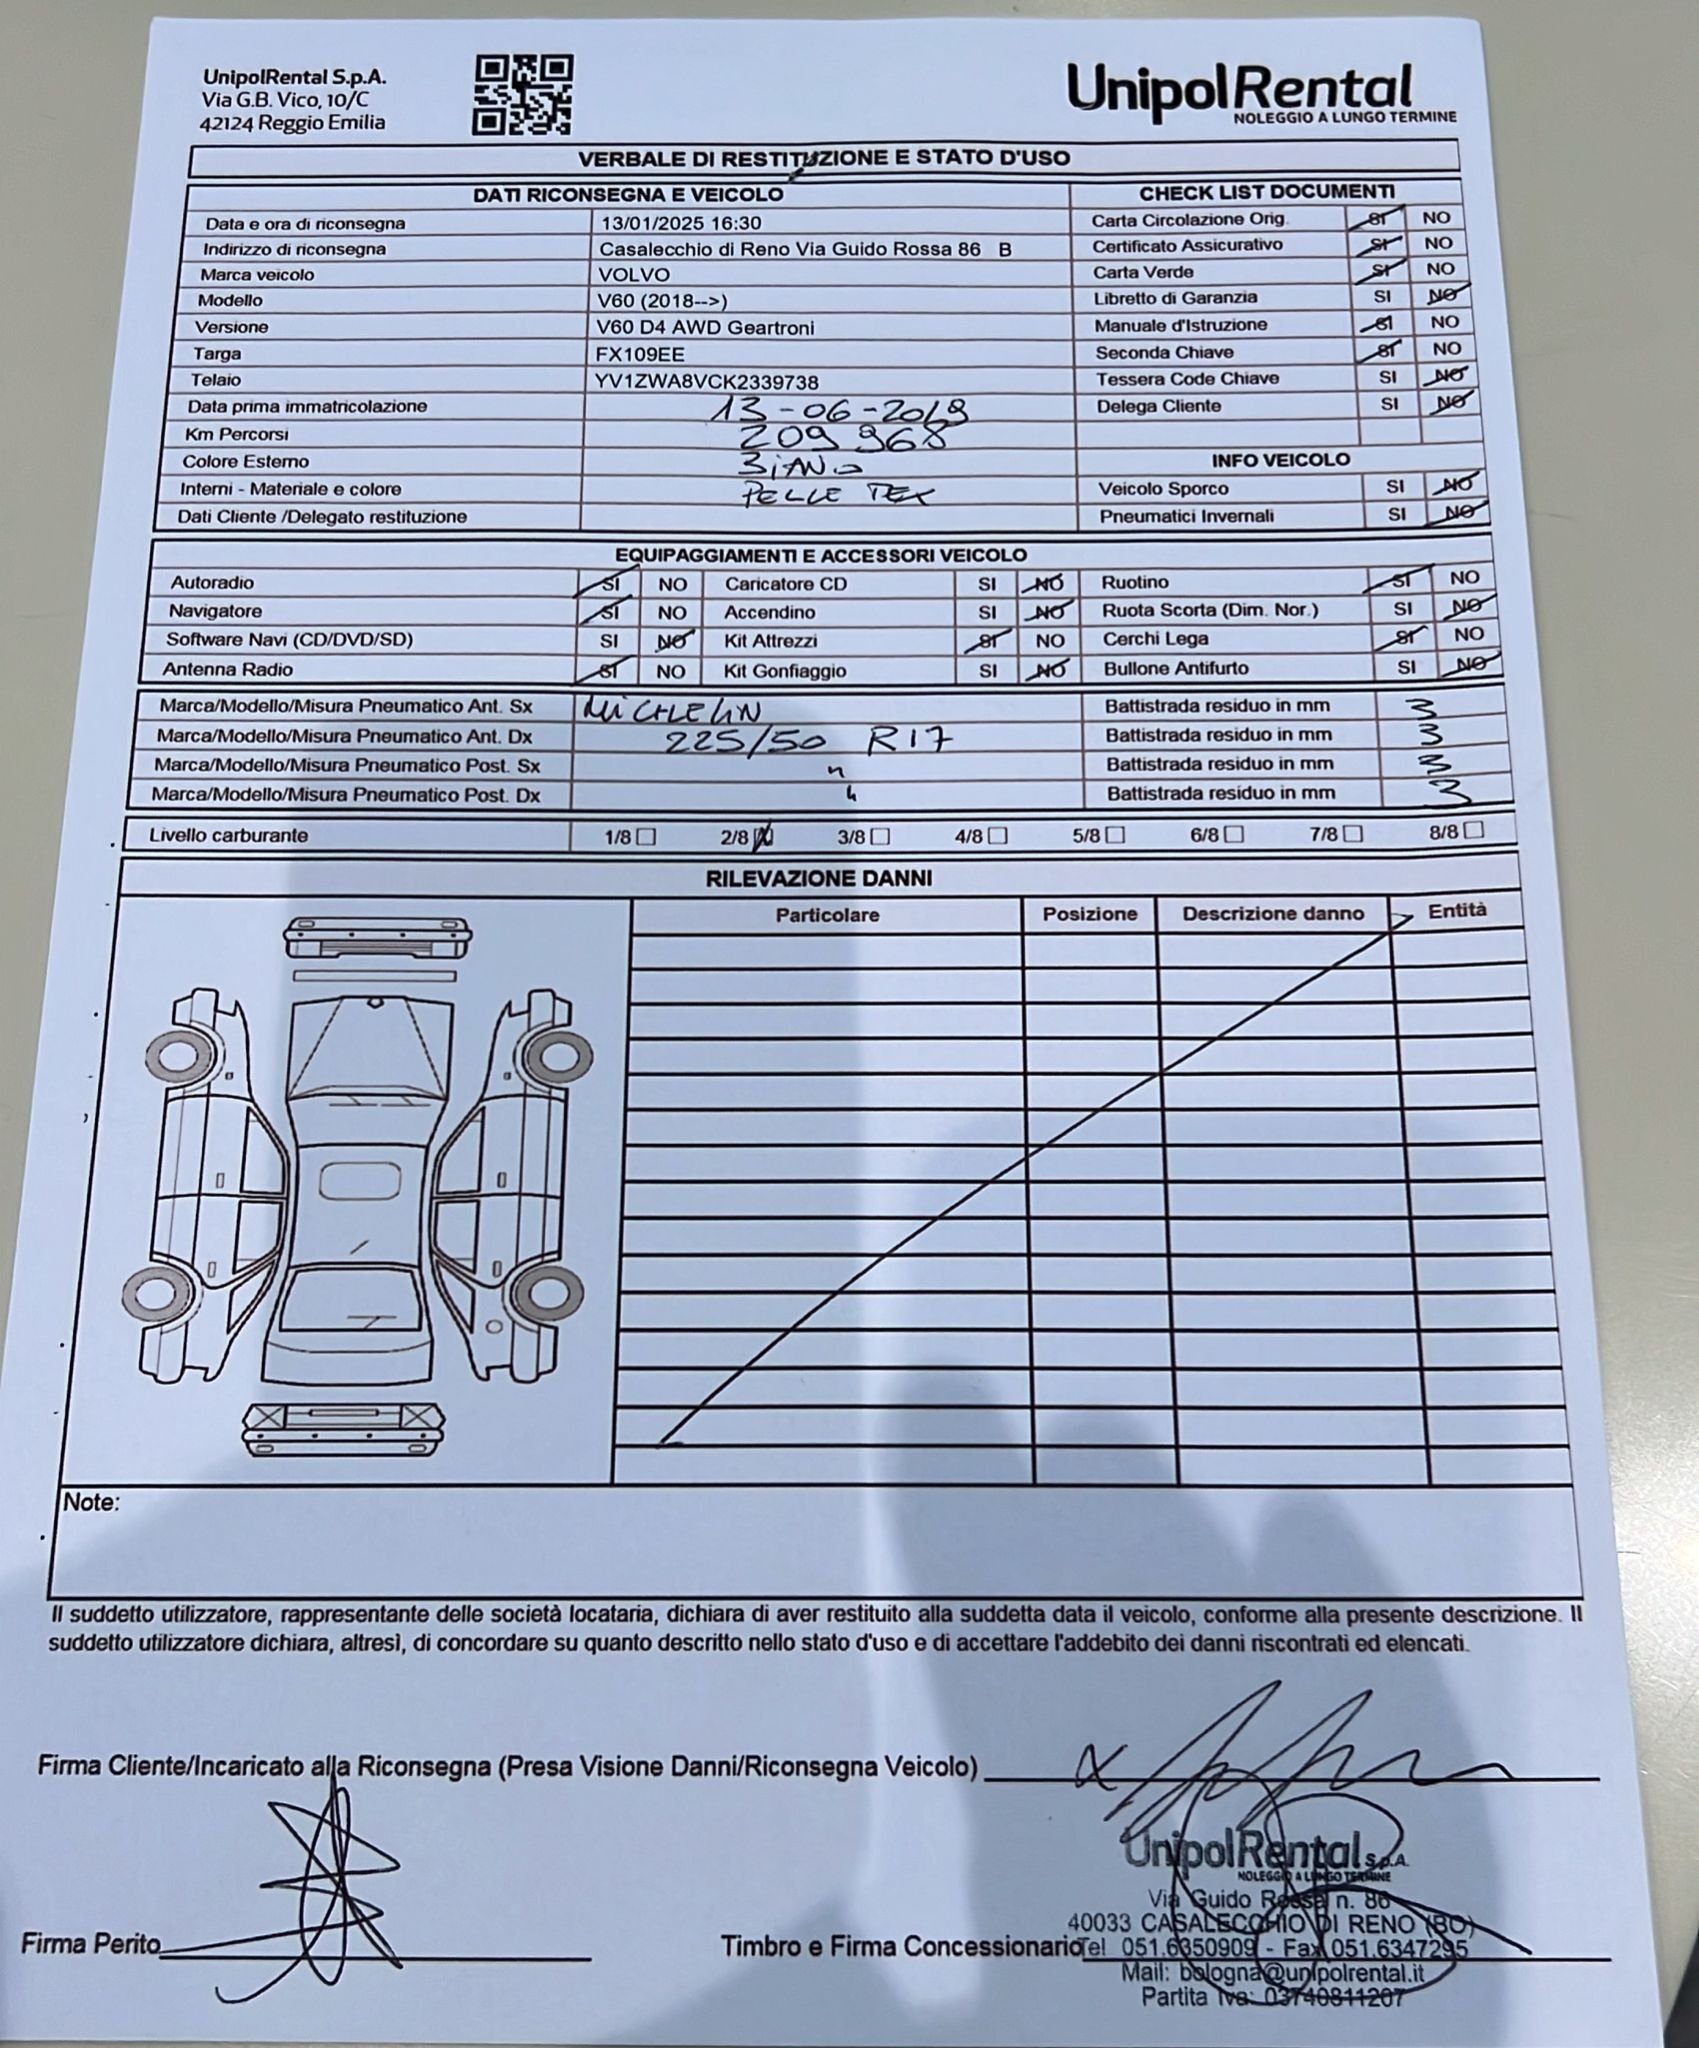 UnipolRental S.p.A.
Via G.B. Vico, 10/C
42124 Reggio Emilia
UnipolRental
NOLEGGIO A LUNGO TERMINE
VERBALE DI RESTITUZIONE E STATO D'USO
DATI RICONSEGNA E VEICOLO CHECK LIST DOCUMENTI
Data e ora di riconsegna 13/01/2025 16:30 Carta Circolazione Orig. SI NO
Indirizzo di riconsegna Casalecchio di Reno Via Guido Rossa 86 B Certificato Assicurativo SI NO
Marca veicolo VOLVO Carta Verde SI NO
Modello V60 (2018-->) Libretto di Garanzia SI NO
Versione V60 D4 AWD Geartroni Manuale d'Istruzione SI NO
Targa FX109EE Seconda Chiave SI NO
Telaio YV1ZWA8VCK2339738 Tessera Code Chiave SI NO
Data prima immatricolazione 13-06-2019 Delega Cliente SI NO
Km Percorsi 209 968
Colore Esterno INFO VEICOLO
Interni - Materiale e colore PELLE TEX Veicolo Sporco SI NO
Dati Cliente /Delegato restituzione Pneumatici Invernali SI NO
EQUIPAGGIAMENTI E ACCESSORI VEICOLO
Autoradio SI NO Caricatore CD SI NO Ruotino SI NO
Navigatore SI NO Accendino SI NO Ruota Scorta (Dim. Nor.) SI NO
Software Navi (CD/DVD/SD) SI NO Kit Attrezzi SI NO Cerchi Lega SI NO
Antenna Radio SI NO Kit Gonfiaggio SI NO Bullone Antifurto SI NO
Marca/Modello/Misura Pneumatico Ant. Sx MICHELIN Battistrada residuo in mm 3
Marca/Modello/Misura Pneumatico Ant. Dx 225/50 R17 Battistrada residuo in mm 3
Marca/Modello/Misura Pneumatico Post. Sx " Battistrada residuo in mm 3
Marca/Modello/Misura Pneumatico Post. Dx " Battistrada residuo in mm 3
Livello carburante 1/8 2/8 3/8 4/8 5/8 6/8 7/8 8/8
RILEVAZIONE DANNI
Particolare Posizione Descrizione danno Entità
Note:
Il suddetto utilizzatore, rappresentante delle società locataria, dichiara di aver restituito alla suddetta data il veicolo, conforme alla presente descrizione. Il
suddetto utilizzatore dichiara, altresì, di concordare su quanto descritto nello stato d'uso e di accettare l'addebito dei danni riscontrati ed elencati.
Firma Cliente/Incaricato alla Riconsegna (Presa Visione Danni/Riconsegna Veicolo) x
UnipolRental S.p.A.
NOLEGGIO A LUNGO TERMINE
Via Guido Rossa n. 86
40033 CASALECCHIO DI RENO (BO)
Firma Perito Timbro e Firma Concessionario Tel 051.6350909 - Fax 051.6347295
Mail: bologna@unipolrental.it
Partita Iva: 03740811207